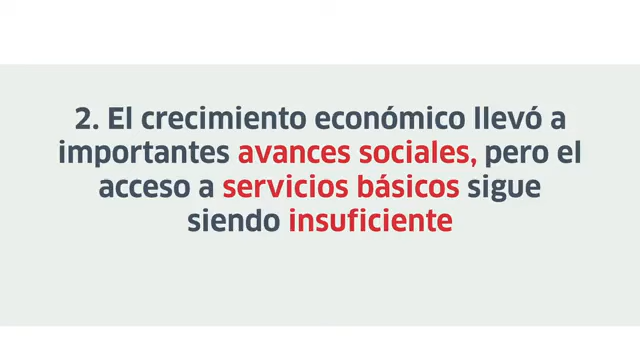 2. El crecimiento económico llevó a
importantes avances sociales, pero el
acceso a servicios básicos sigue
siendo insuficiente